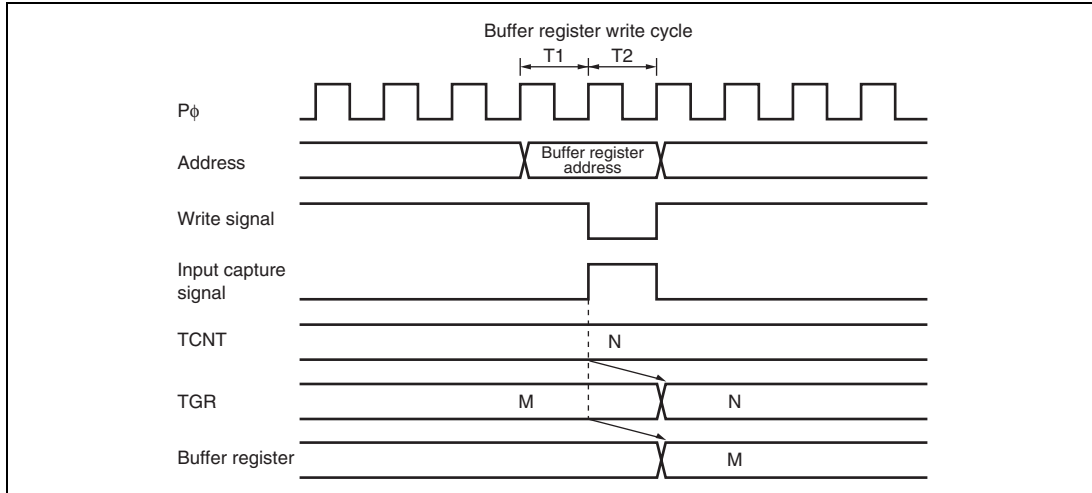 Buffer register write cycle
T1 T2
Pϕ
Address
Buffer register
address
Write signal
Input capture
signal
TCNT
N
TGR
M N
Buffer register
M